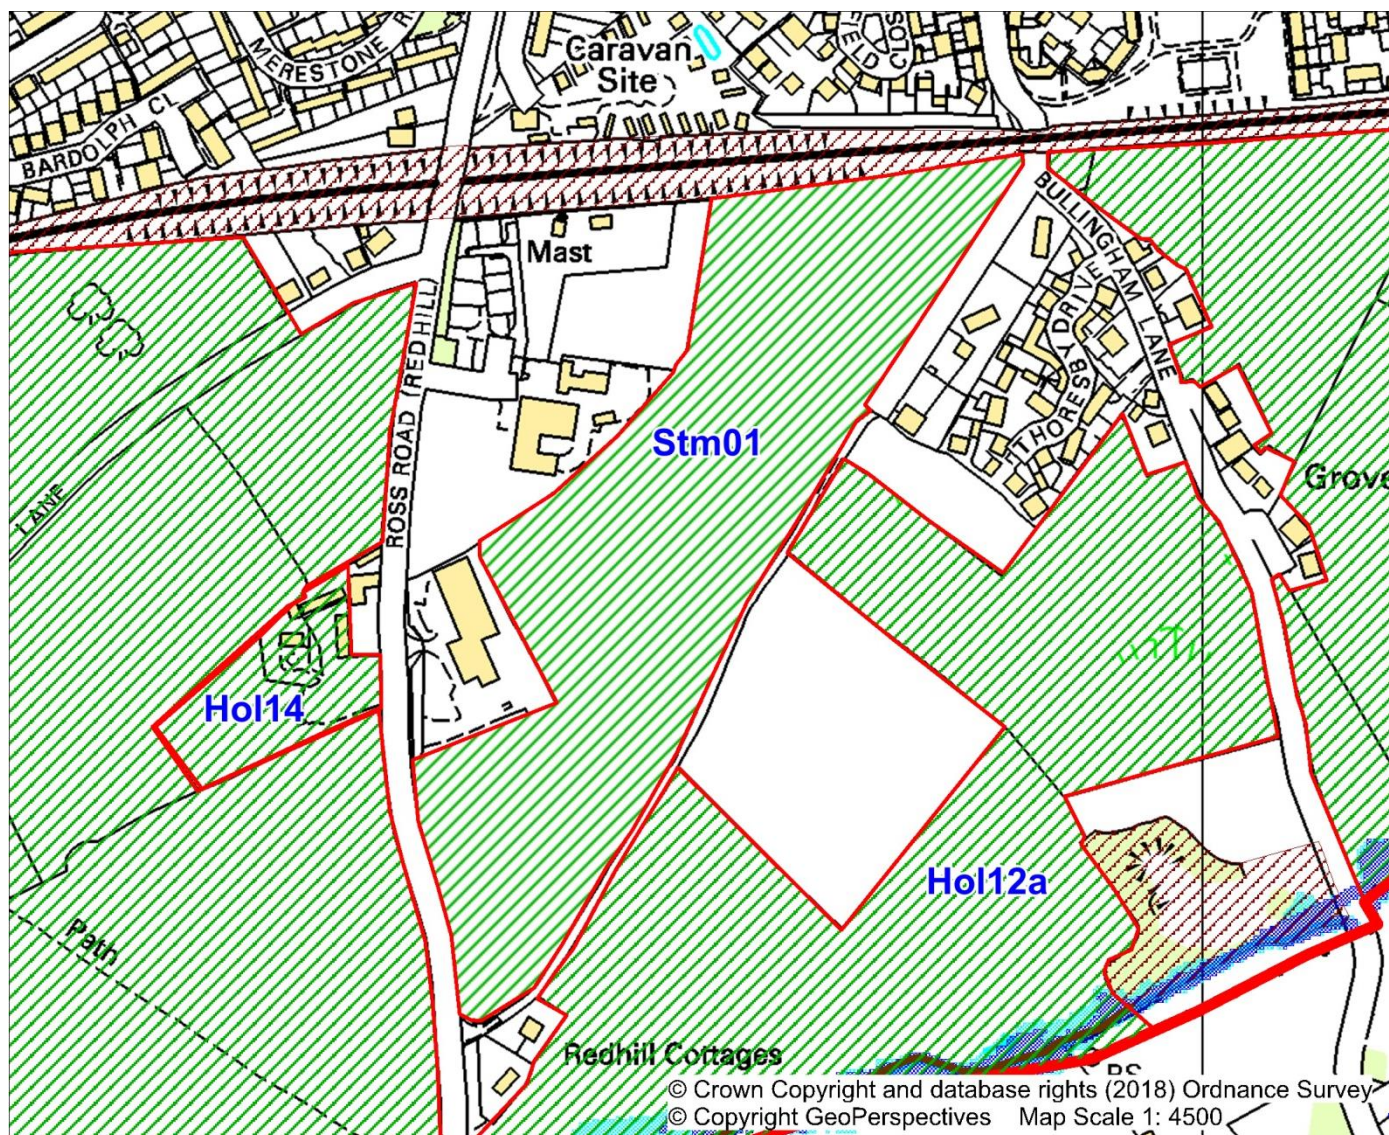 MERESTONE
Caravan
Site
FIELD
BARDOLPH CL
BULLINGHAM LANE
Mast
THORESBY DRIVE
ROSS ROAD (REDHILL)
Stm01
Grove
LANE
Hol14
Hol12a
Path
Redhill Cottages
© Crown Copyright and database rights (2018) Ordnance Survey
© Copyright GeoPerspectives Map Scale 1: 4500